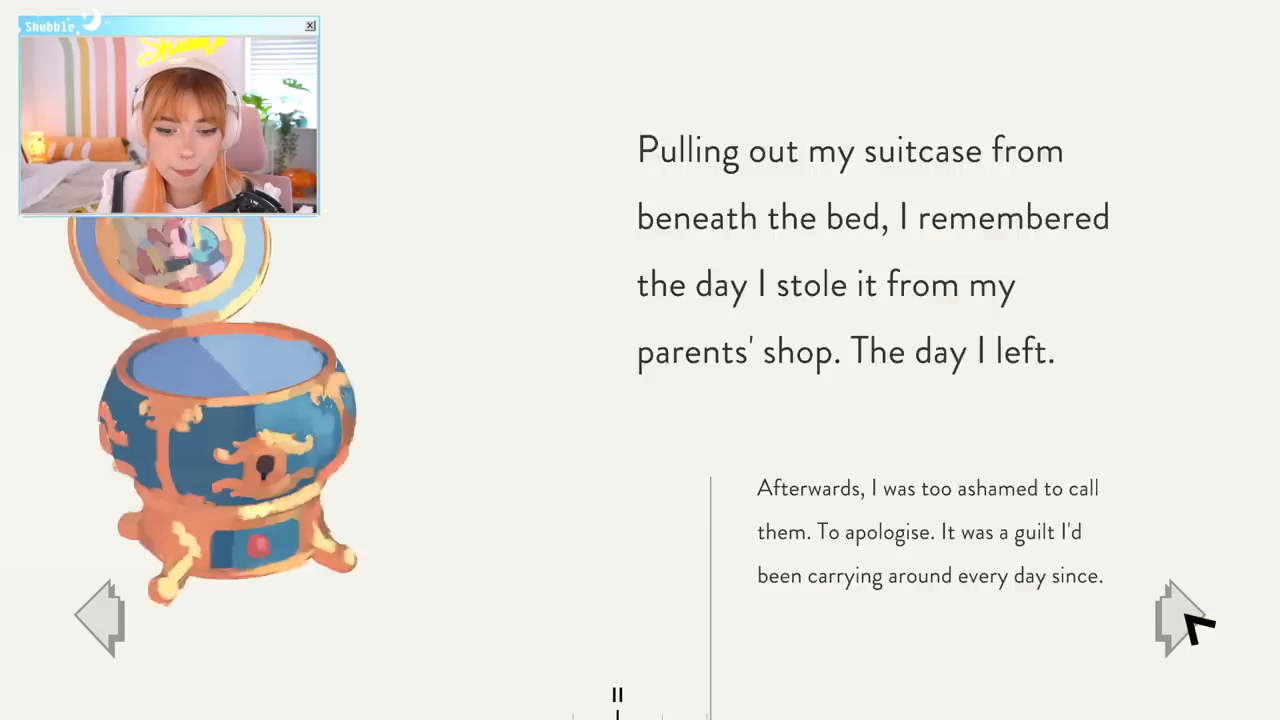 Shubble
Shubble
Pulling out my suitcase from
beneath the bed, I remembered
the day I stole it from my
parents' shop. The day I left.
Afterwards, I was too ashamed to call
them. To apologise. It was a guilt I'd
been carrying around every day since.
II